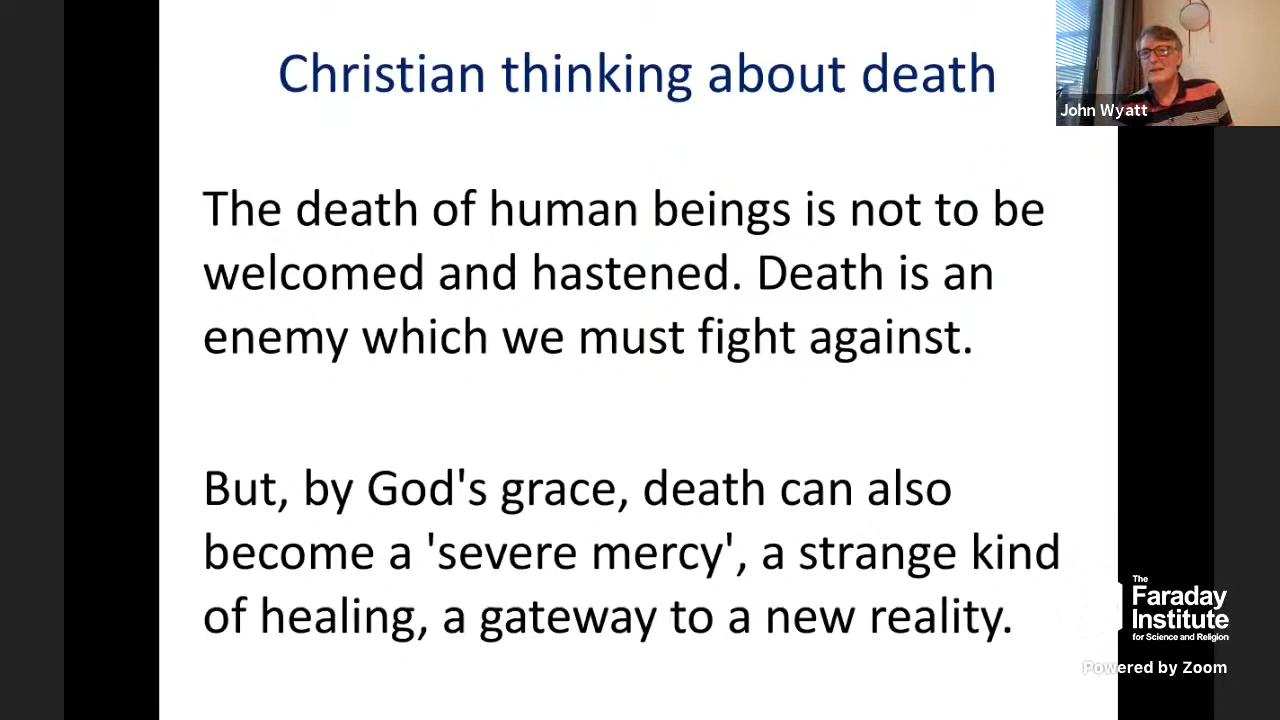 Christian thinking about death
John Wyatt
The death of human beings is not to be
welcomed and hastened. Death is an
enemy which we must fight against.
But, by God's grace, death can also
become a 'severe mercy', a strange kind
of healing, a gateway to a new reality.
The
Faraday
Institute
for Science and Religion
Powered by Zoom